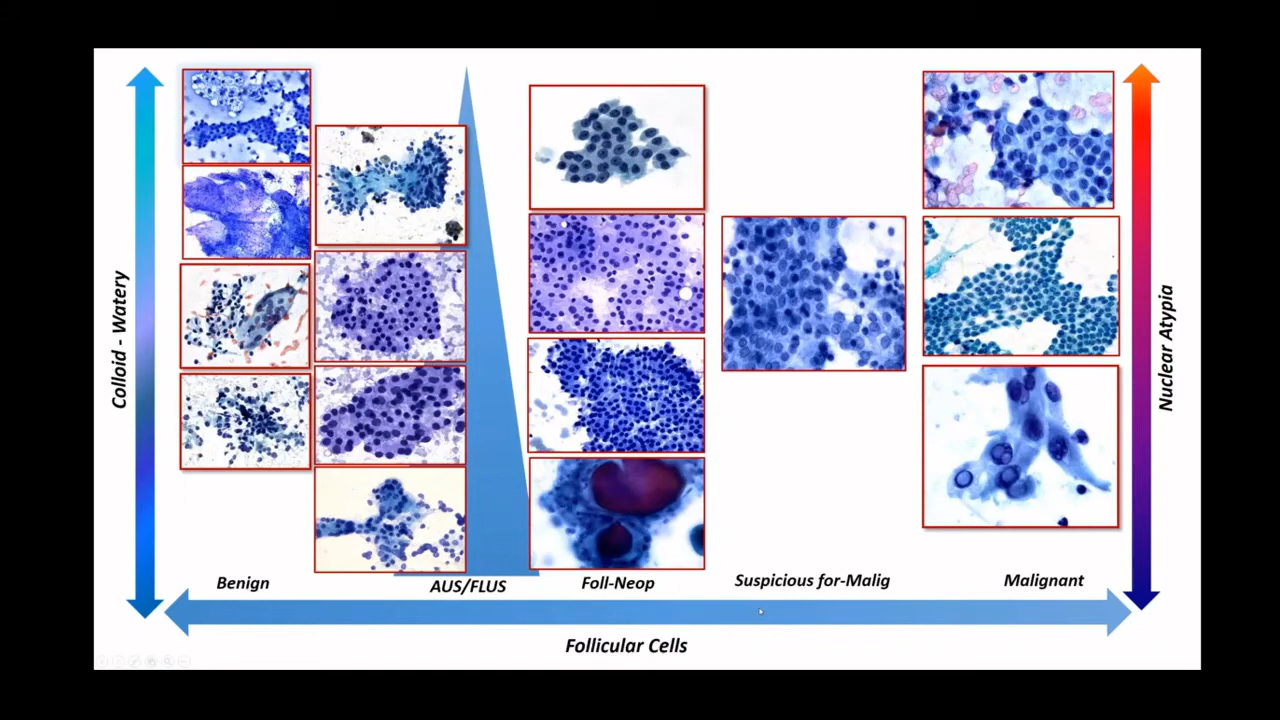 Colloid - Watery
Nuclear Atypia
Benign
AUS/FLUS
Foll-Neop
Suspicious for-Malig
Malignant
Follicular Cells